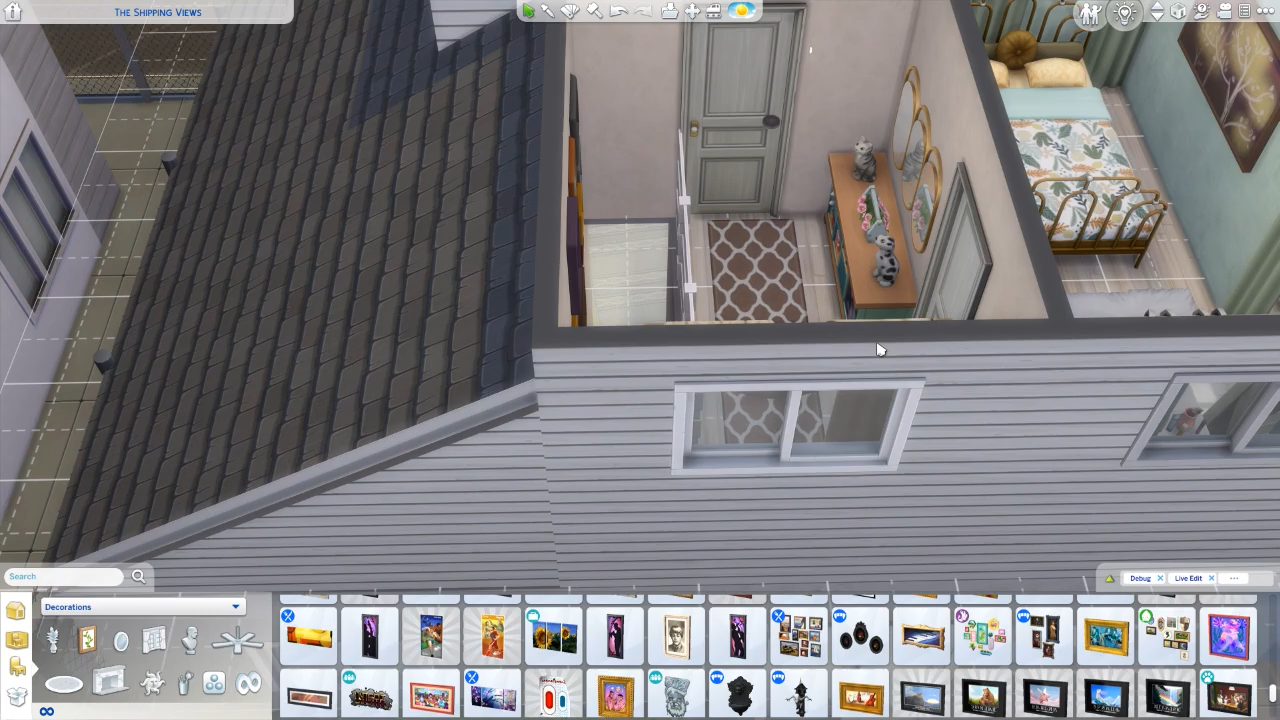 The Shipping Views
Search
Debug
Live Edit
Decorations